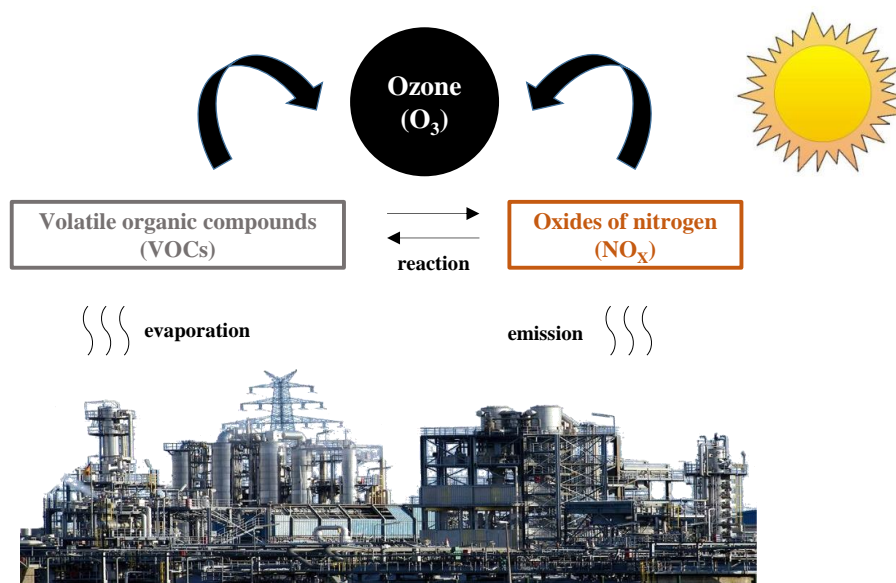 Ozone
(O₃)
Volatile organic compounds
(VOCs)
Oxides of nitrogen
(NOₓ)
reaction
evaporation
emission